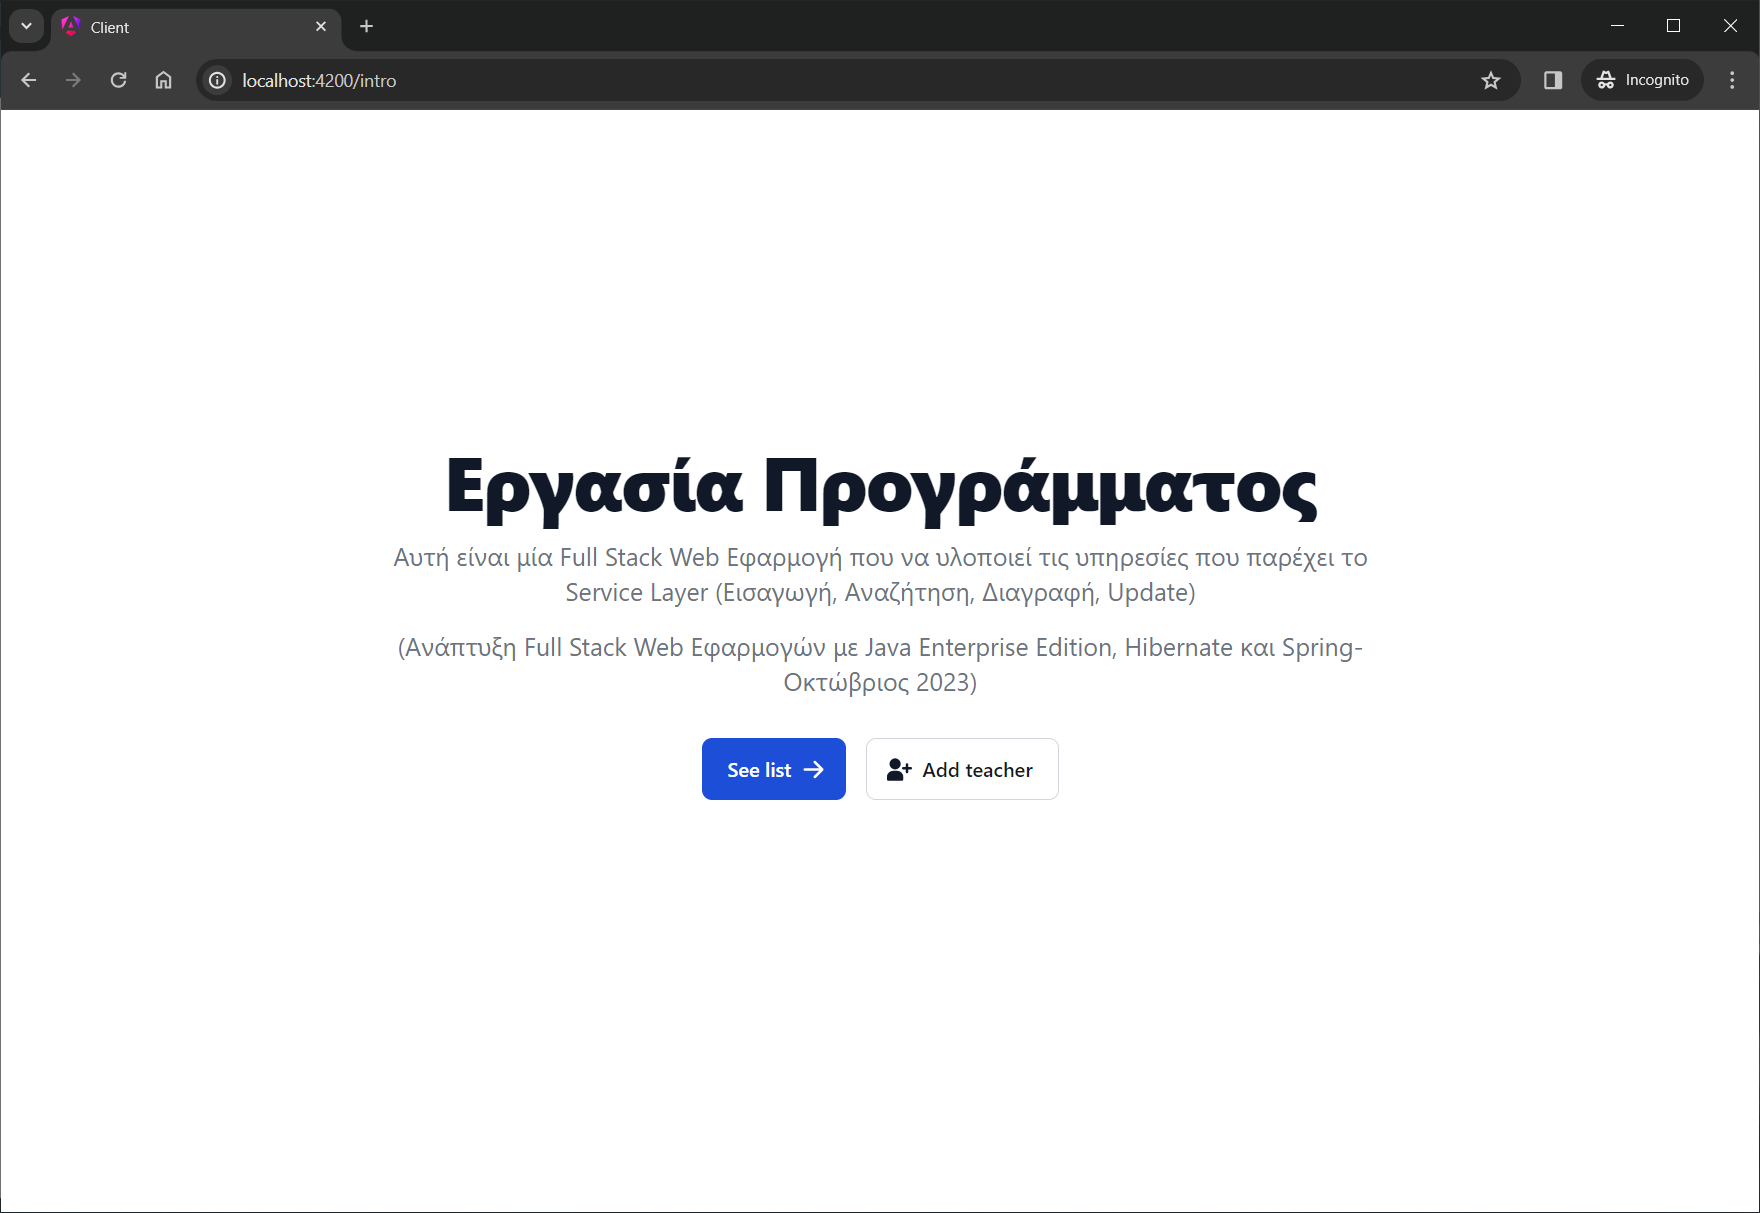 Client
localhost:4200/intro
Incognito
Εργασία Προγράμματος
Αυτή είναι μία Full Stack Web Εφαρμογή που να υλοποιεί τις υπηρεσίες που παρέχει το
Service Layer (Εισαγωγή, Αναζήτηση, Διαγραφή, Update)
(Ανάπτυξη Full Stack Web Εφαρμογών με Java Enterprise Edition, Hibernate και Spring-
Οκτώβριος 2023)
See list
Add teacher